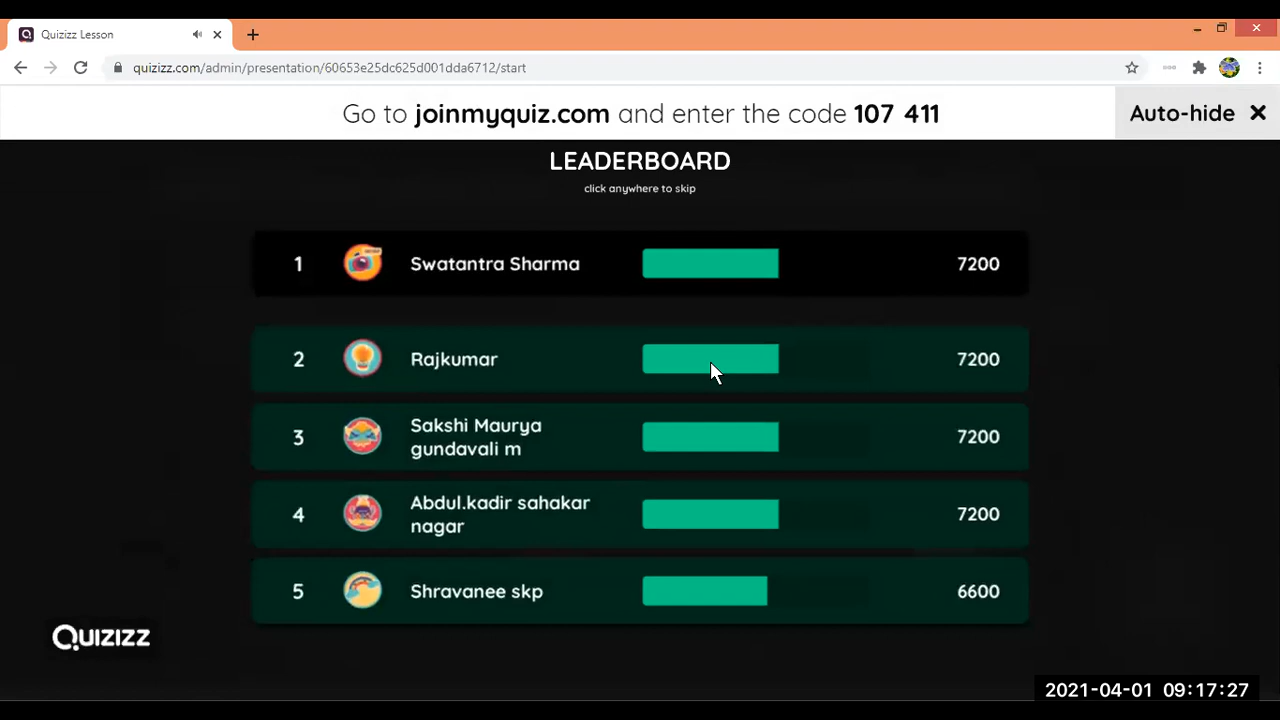 Quizizz Lesson
quizizz.com/admin/presentation/60653e25dc625d001dda6712/start
Go to joinmyquiz.com and enter the code 107 411
Auto-hide
LEADERBOARD
click anywhere to skip
1 Swatantra Sharma 7200
2 Rajkumar 7200
3 Sakshi Maurya
gundavali m 7200
4 Abdul.kadir sahakar
nagar 7200
5 Shravanee skp 6600
Quizizz
2021-04-01 09:17:27